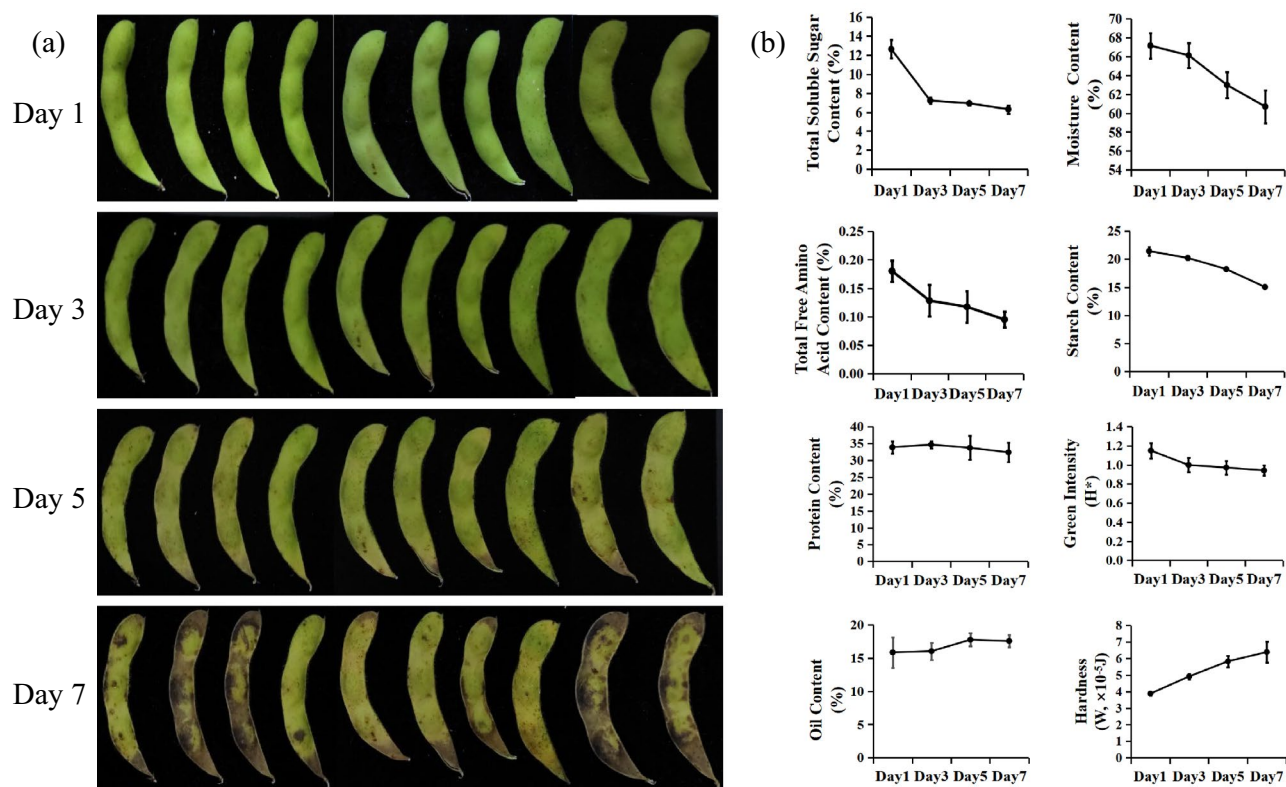 (a)
Day 1
Day 3
Day 5
Day 7
(b)
Total Soluble Sugar
Content (%)
16
14
12
10
8
6
4
2
0
Day1 Day3 Day5 Day7
Moisture Content
(%)
70
68
66
64
62
60
58
56
54
Day1 Day3 Day5 Day7
Total Free Amino
Acid Content (%)
0.25
0.20
0.15
0.10
0.05
0.00
Day1 Day3 Day5 Day7
Starch Content
(%)
25
20
15
10
5
0
Day1 Day3 Day5 Day7
Protein Content
(%)
40
35
30
25
20
15
10
5
0
Day1 Day3 Day5 Day7
Green Intensity
(H*)
1.4
1.2
1.0
0.8
0.6
0.4
0.2
0.0
Day1 Day3 Day5 Day7
Oil Content
(%)
20
15
10
5
0
Day1 Day3 Day5 Day7
Hardness
(W, ×10⁻⁵J)
8
7
6
5
4
3
2
1
0
Day1 Day3 Day5 Day7